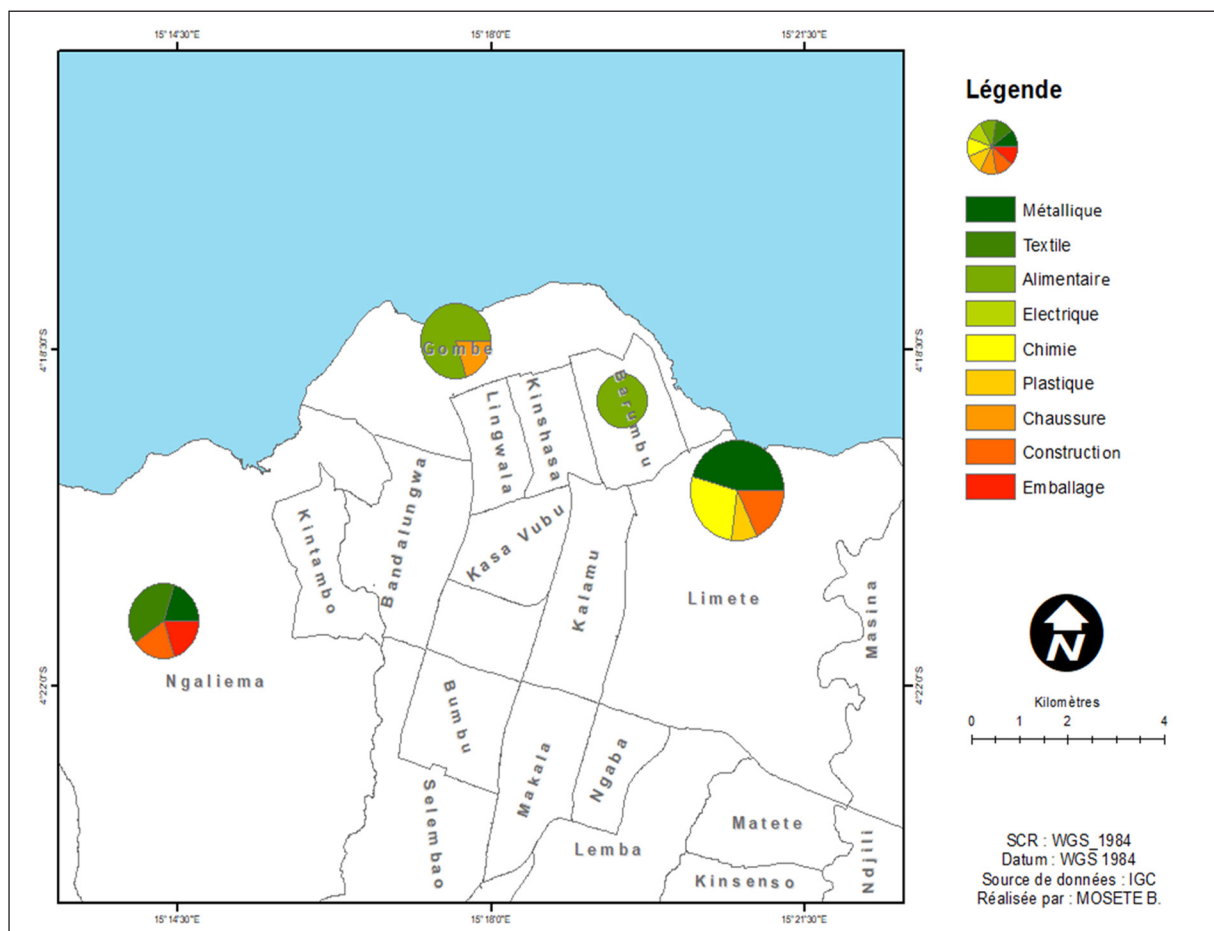 15°14'30"E 15°18'0"E 15°21'30"E
Légende
Métallique
Textile
Alimentaire
Electrique
Chimie
Plastique
Chaussure
Construction
Emballage
4°18'30"S 4°18'30"S
Gombe
Barumbu
Kinshasa
Lingwala
Bandalungwa
Kintambo
Kasa Vubu
Kalamu
Limete
Masina
Ngaliema
4°22'0"S 4°22'0"S
Bumbu
Makala
Ngaba
Selembao
Matete
Lemba
Kinsenso
Ndjili
N
Kilomètres
0 1 2 4
SCR : WGS_1984
Datum : WGS 1984
Source de données : IGC
Réalisée par : MOSETE B.
15°14'30"E 15°18'0"E 15°21'30"E